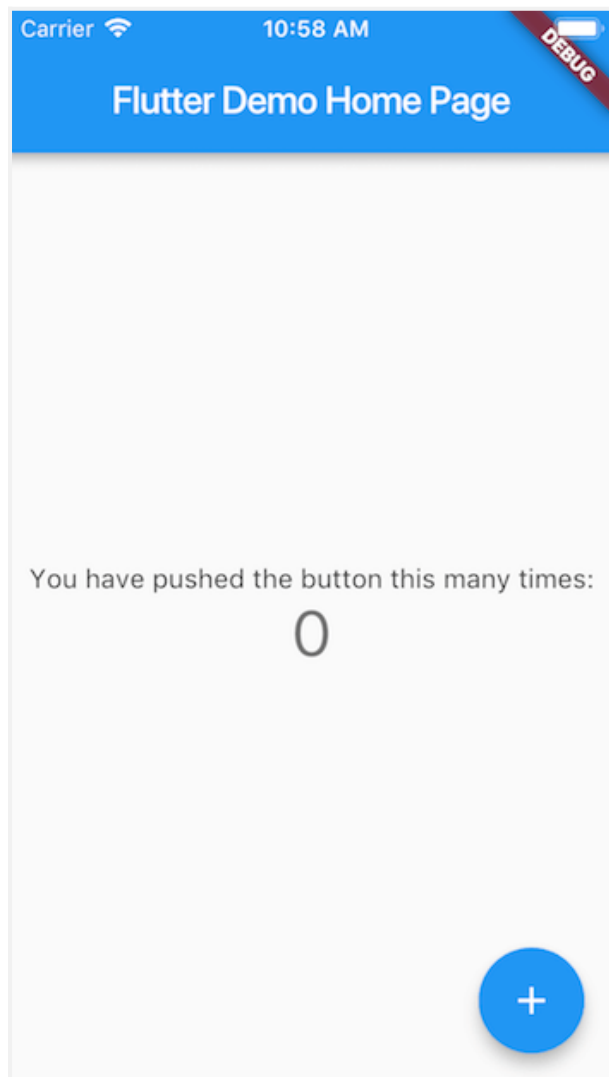 Carrier 10:58 AM
DEBUG
Flutter Demo Home Page
You have pushed the button this many times:
0
+